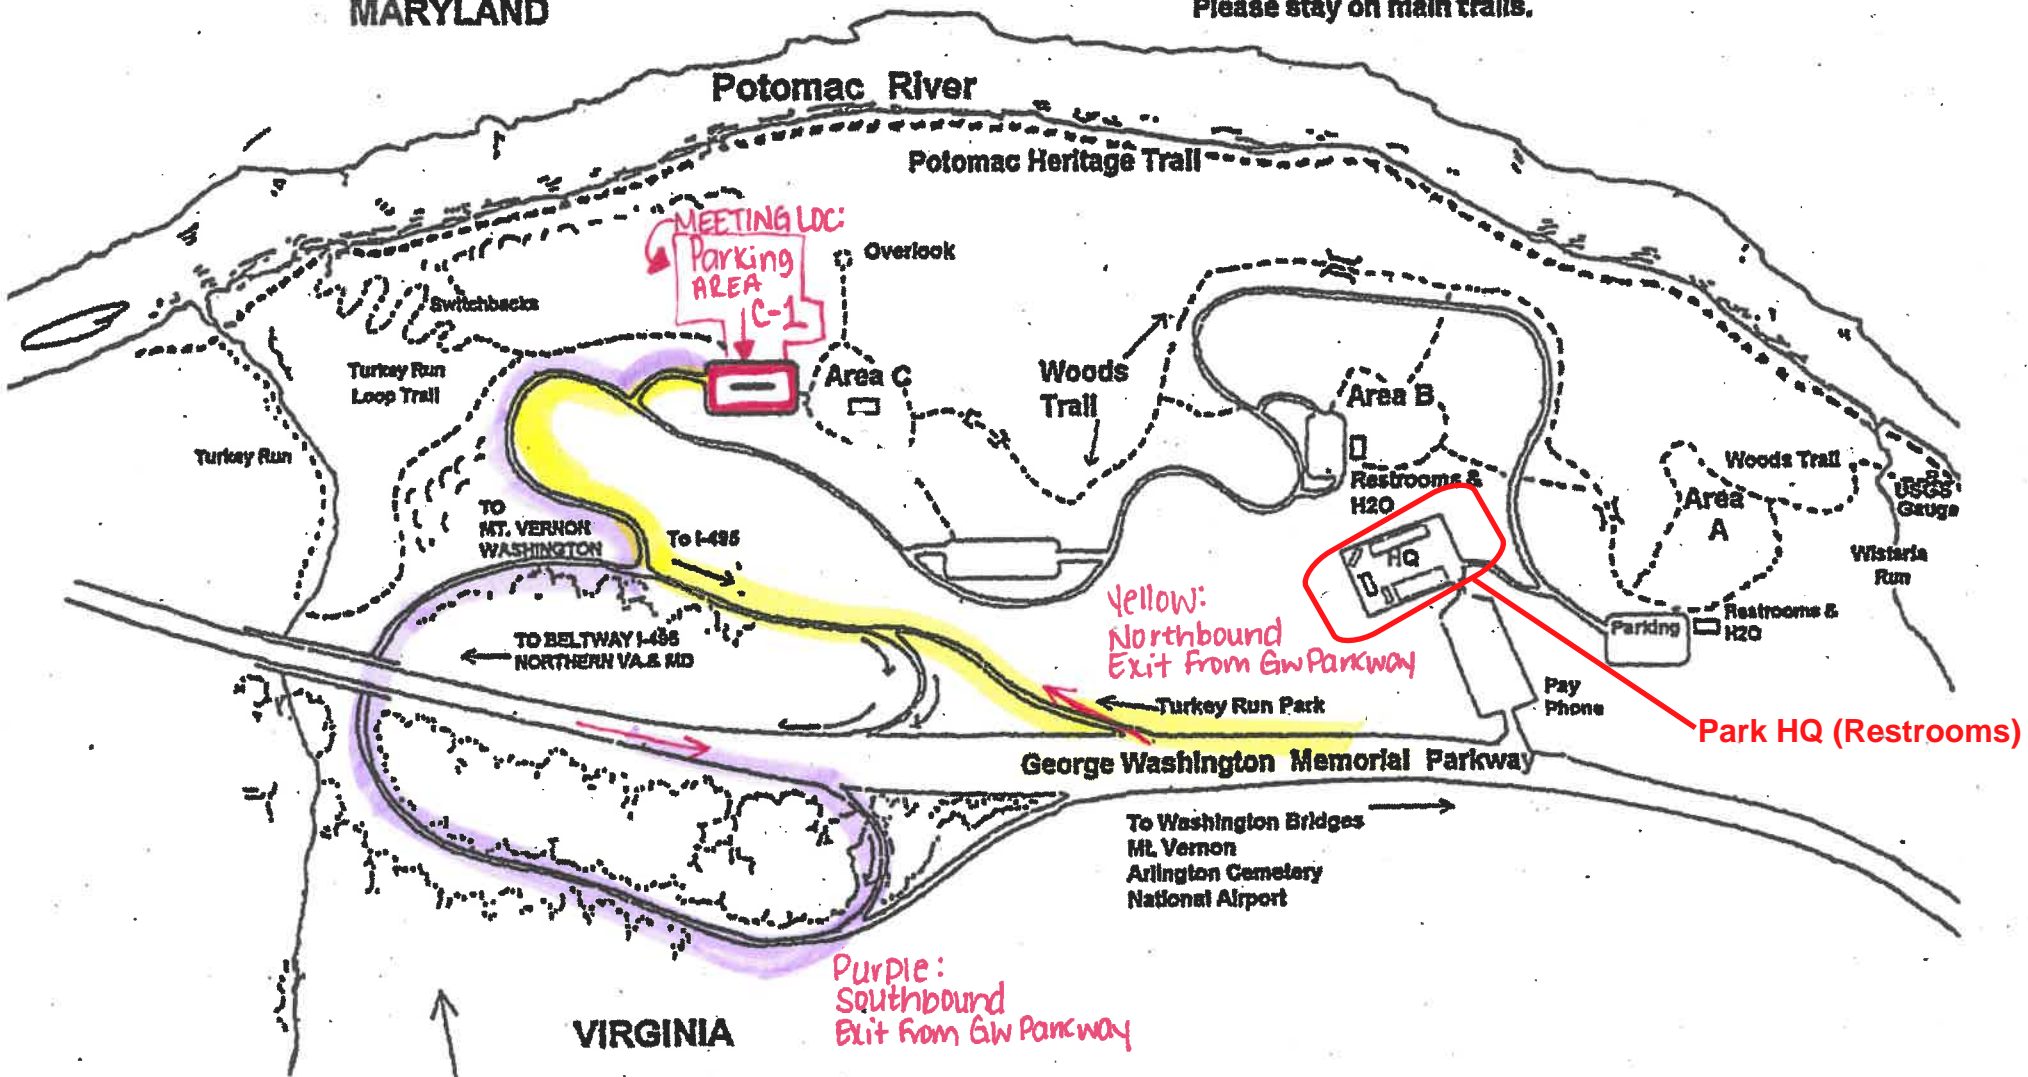 MARYLAND
Please stay on main trails.
Potomac River
Potomac Heritage Trail
MEETING LOC:
Parking
AREA
C-1
Overlook
Switchbacks
Turkey Run
Loop Trail
Area C
Woods
Trail
Area B
Turkey Run
Restrooms &
H2O
Woods Trail
Area
A
USGS
Gauge
TO
MT. VERNON
WASHINGTON
To I-495
HQ
Wistaria
Run
Yellow:
Northbound
Exit From GW Parkway
Parking
Restrooms &
H2O
TO BELTWAY I-495
NORTHERN VA & MD
Turkey Run Park
Pay
Phone
Park HQ (Restrooms)
George Washington Memorial Parkway
To Washington Bridges
Mt. Vernon
Arlington Cemetery
National Airport
Purple:
Southbound
Exit From GW Parkway
VIRGINIA